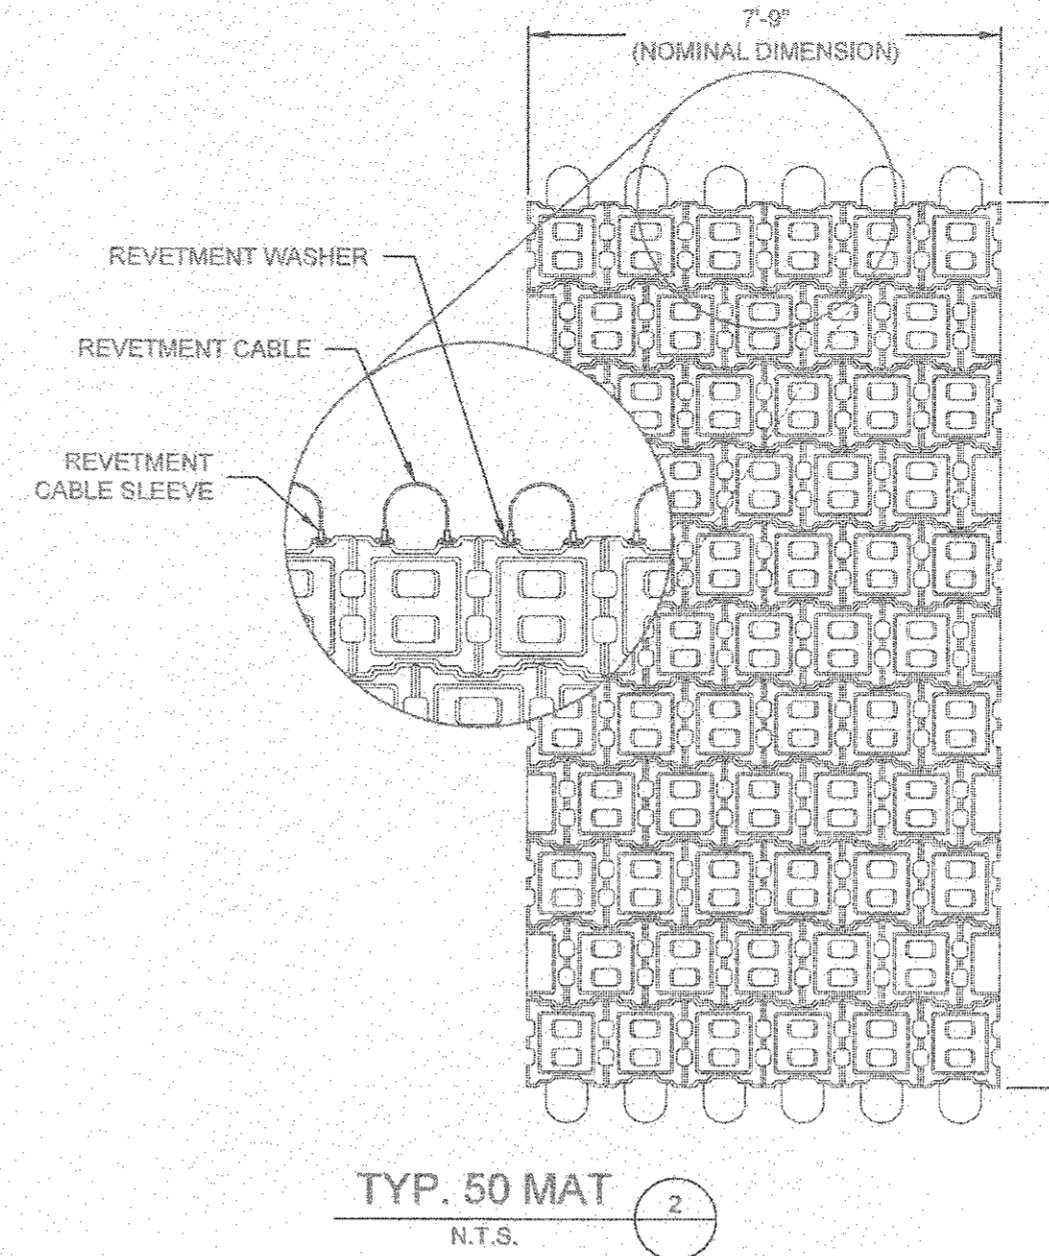 7'-9"
(NOMINAL DIMENSION)
REVETMENT WASHER
REVETMENT CABLE
REVETMENT
CABLE SLEEVE
TYP. 50 MAT
2
N.T.S.